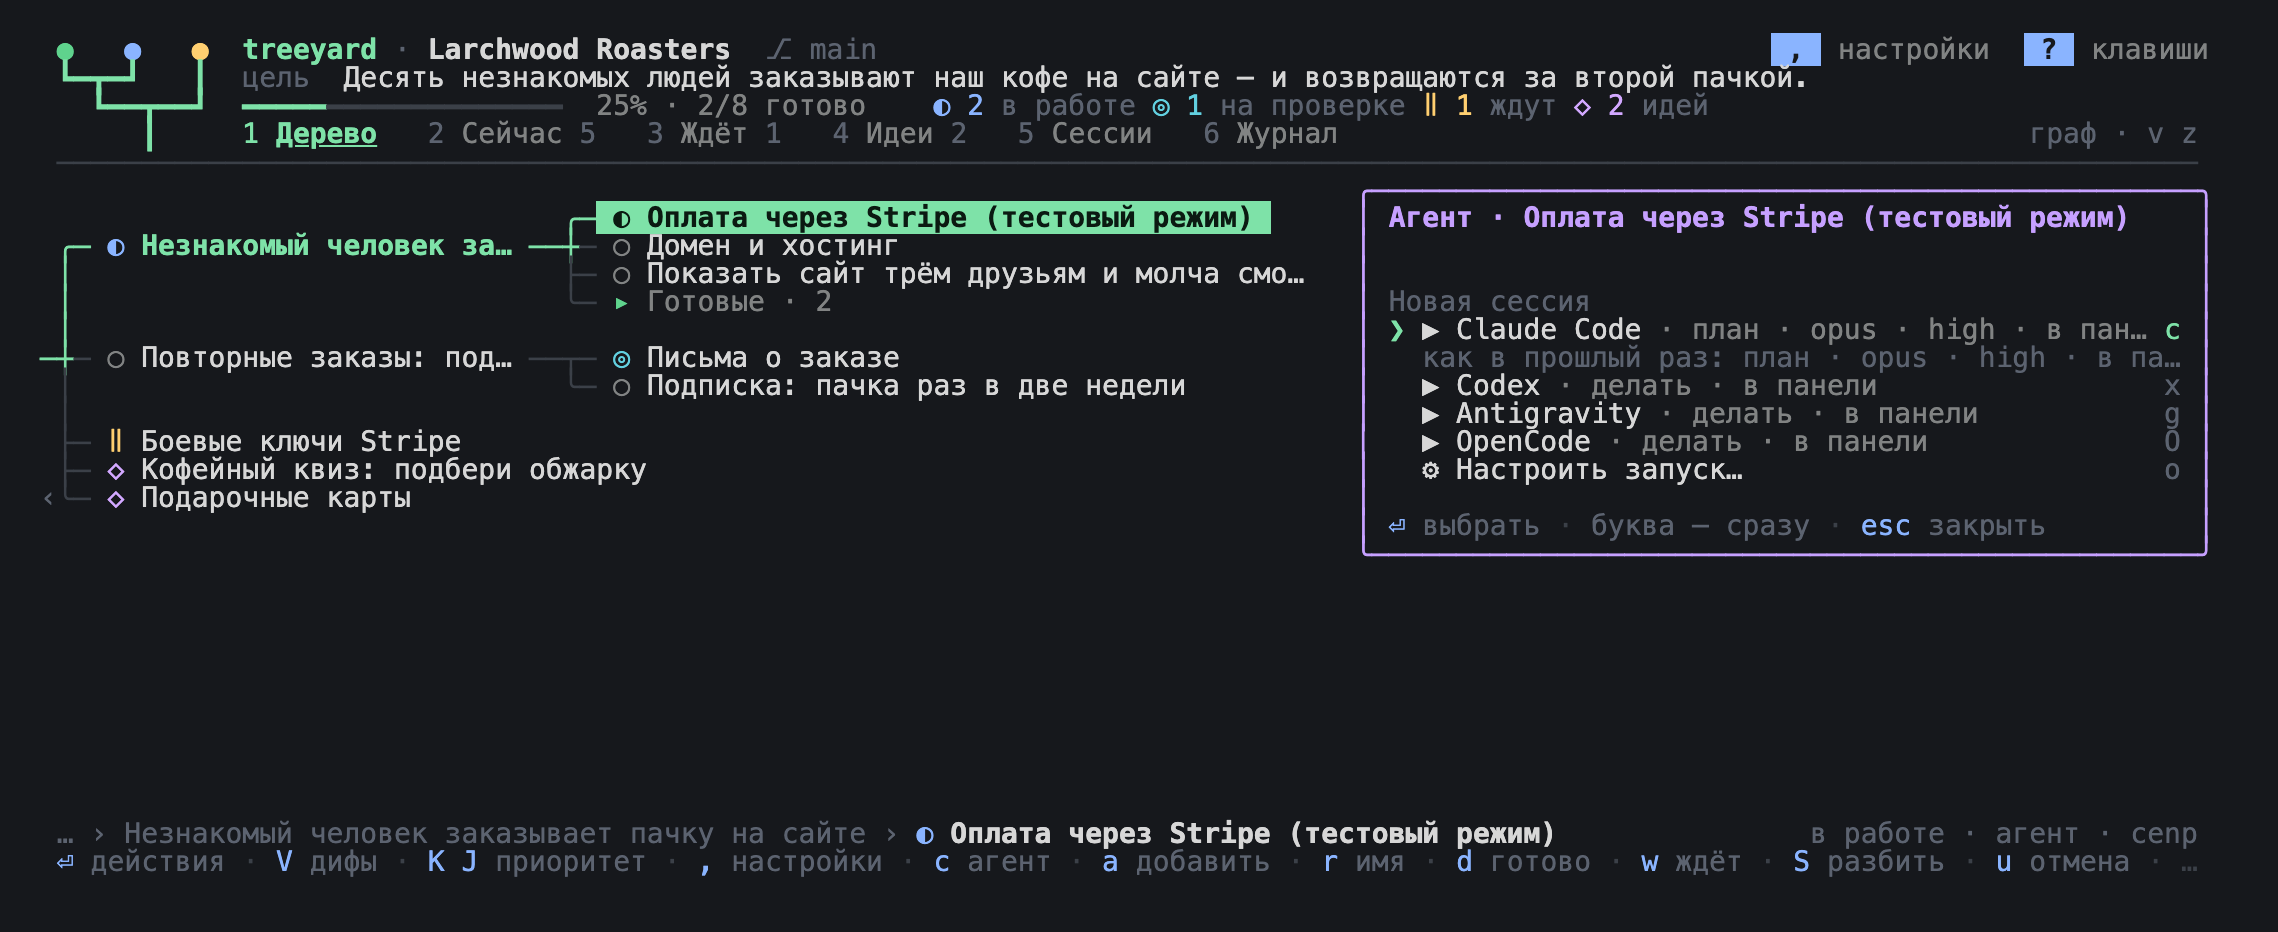 treeyard · Larchwood Roasters ⎇ main , настройки ? клавиши
цель Десять незнакомых людей заказывают наш кофе на сайте — и возвращаются за второй пачкой.
25% · 2/8 готово ◐ 2 в работе ◎ 1 на проверке ‖ 1 ждут ◇ 2 идей
1 Дерево 2 Сейчас 5 3 Ждёт 1 4 Идеи 2 5 Сессии 6 Журнал граф · v z
◐ Оплата через Stripe (тестовый режим)
◐ Незнакомый человек за…
○ Домен и хостинг
○ Показать сайт трём друзьям и молча смо…
▸ Готовые · 2
○ Повторные заказы: под…
◎ Письма о заказе
○ Подписка: пачка раз в две недели
‖ Боевые ключи Stripe
◇ Кофейный квиз: подбери обжарку
‹ ◇ Подарочные карты
Агент · Оплата через Stripe (тестовый режим)
Новая сессия
❯ ▶ Claude Code · план · opus · high · в пан… c
как в прошлый раз: план · opus · high · в па…
▶ Codex · делать · в панели x
▶ Antigravity · делать · в панели g
▶ OpenCode · делать · в панели O
⚙ Настроить запуск… o
⏎ выбрать · буква — сразу · esc закрыть
… › Незнакомый человек заказывает пачку на сайте › ◐ Оплата через Stripe (тестовый режим) в работе · агент · сепр
⏎ действия · V дифы · K J приоритет · , настройки · c агент · a добавить · r имя · d готово · w ждёт · S разбить · u отмена · …